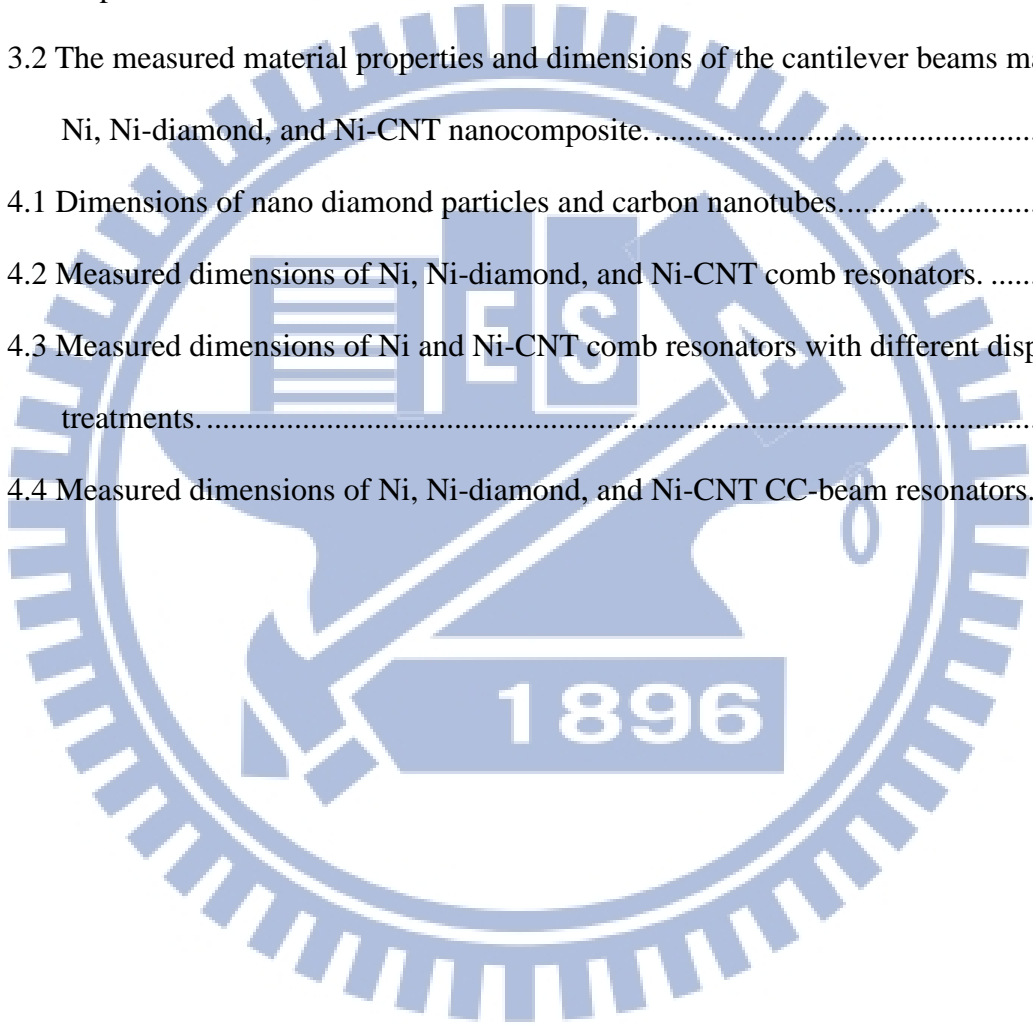 3.2 The measured material properties and dimensions of the cantilever beams
Ni, Ni-diamond, and Ni-CNT nanocomposite. ........................................
4.1 Dimensions of nano diamond particles and carbon nanotubes. ....................
4.2 Measured dimensions of Ni, Ni-diamond, and Ni-CNT comb resonators. ......
4.3 Measured dimensions of Ni and Ni-CNT comb resonators with different
treatments. ................................................................................
4.4 Measured dimensions of Ni, Ni-diamond, and Ni-CNT CC-beam resonators.
E S A
1896